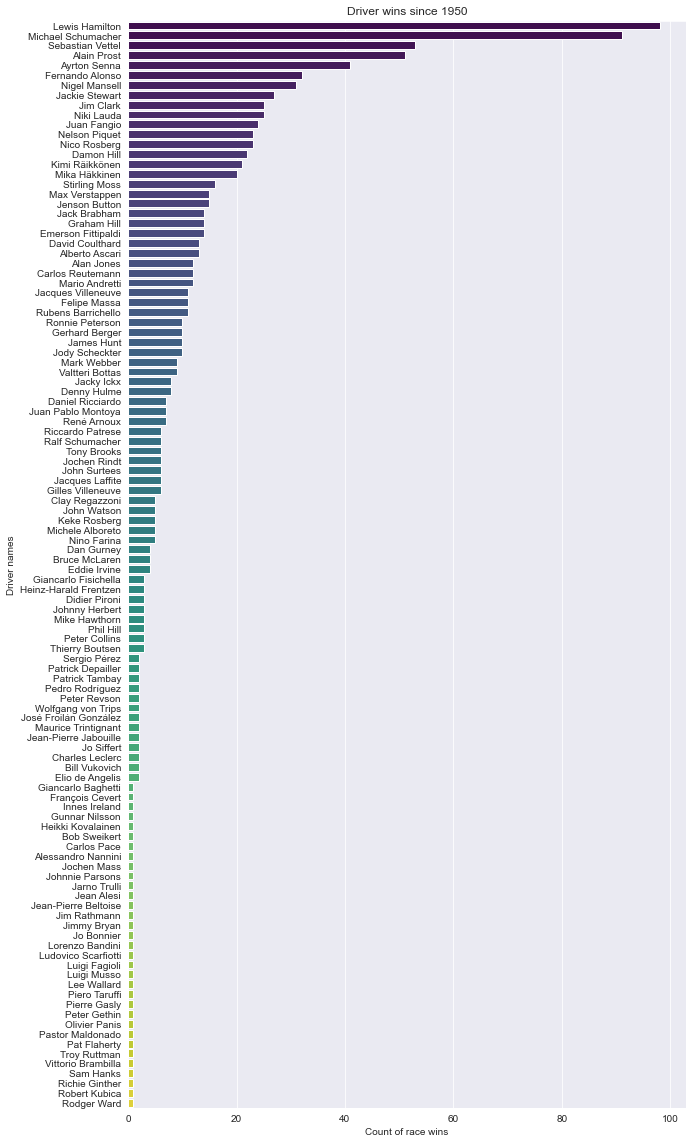 Driver wins since 1950
Lewis Hamilton
Michael Schumacher
Sebastian Vettel
Alain Prost
Ayrton Senna
Fernando Alonso
Nigel Mansell
Jackie Stewart
Jim Clark
Niki Lauda
Juan Fangio
Nelson Piquet
Nico Rosberg
Damon Hill
Kimi Räikkönen
Mika Häkkinen
Stirling Moss
Max Verstappen
Jenson Button
Jack Brabham
Graham Hill
Emerson Fittipaldi
David Coulthard
Alberto Ascari
Alan Jones
Carlos Reutemann
Mario Andretti
Jacques Villeneuve
Felipe Massa
Rubens Barrichello
Ronnie Peterson
Gerhard Berger
James Hunt
Jody Scheckter
Mark Webber
Valtteri Bottas
Jacky Ickx
Denny Hulme
Daniel Ricciardo
Juan Pablo Montoya
René Arnoux
Riccardo Patrese
Ralf Schumacher
Tony Brooks
Jochen Rindt
John Surtees
Jacques Laffite
Gilles Villeneuve
Clay Regazzoni
John Watson
Keke Rosberg
Michele Alboreto
Nino Farina
Dan Gurney
Bruce McLaren
Eddie Irvine
Giancarlo Fisichella
Heinz-Harald Frentzen
Didier Pironi
Johnny Herbert
Mike Hawthorn
Phil Hill
Peter Collins
Thierry Boutsen
Sergio Pérez
Patrick Depailler
Patrick Tambay
Pedro Rodríguez
Peter Revson
Wolfgang von Trips
José Froilán González
Maurice Trintignant
Jean-Pierre Jabouille
Jo Siffert
Charles Leclerc
Bill Vukovich
Elio de Angelis
Giancarlo Baghetti
François Cevert
Innes Ireland
Gunnar Nilsson
Heikki Kovalainen
Bob Sweikert
Carlos Pace
Alessandro Nannini
Jochen Mass
Johnnie Parsons
Jarno Trulli
Jean Alesi
Jean-Pierre Beltoise
Jim Rathmann
Jimmy Bryan
Jo Bonnier
Lorenzo Bandini
Ludovico Scarfiotti
Luigi Fagioli
Luigi Musso
Lee Wallard
Piero Taruffi
Pierre Gasly
Peter Gethin
Olivier Panis
Pastor Maldonado
Pat Flaherty
Troy Ruttman
Vittorio Brambilla
Sam Hanks
Richie Ginther
Robert Kubica
Rodger Ward
Driver names
0 20 40 60 80 100
Count of race wins